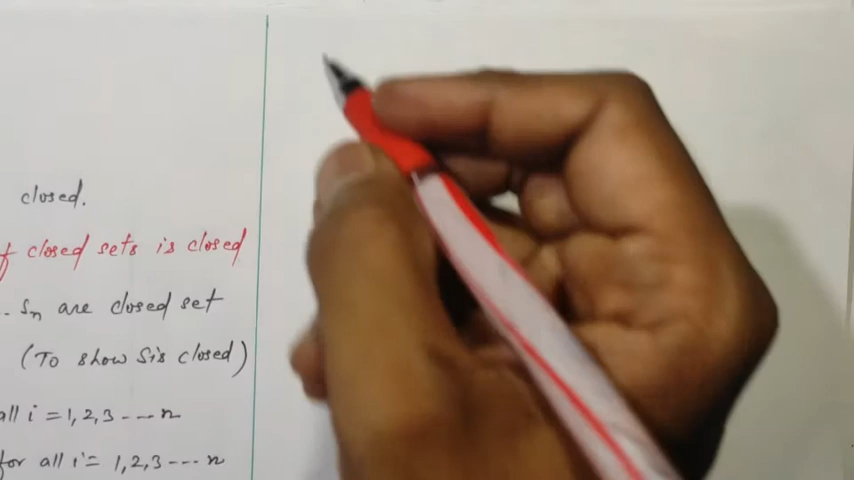 closed.
f closed sets is closed
.. Sn are closed set
(To show S is closed)
all i = 1, 2, 3 ---- n
for all i = 1, 2, 3 ---- n